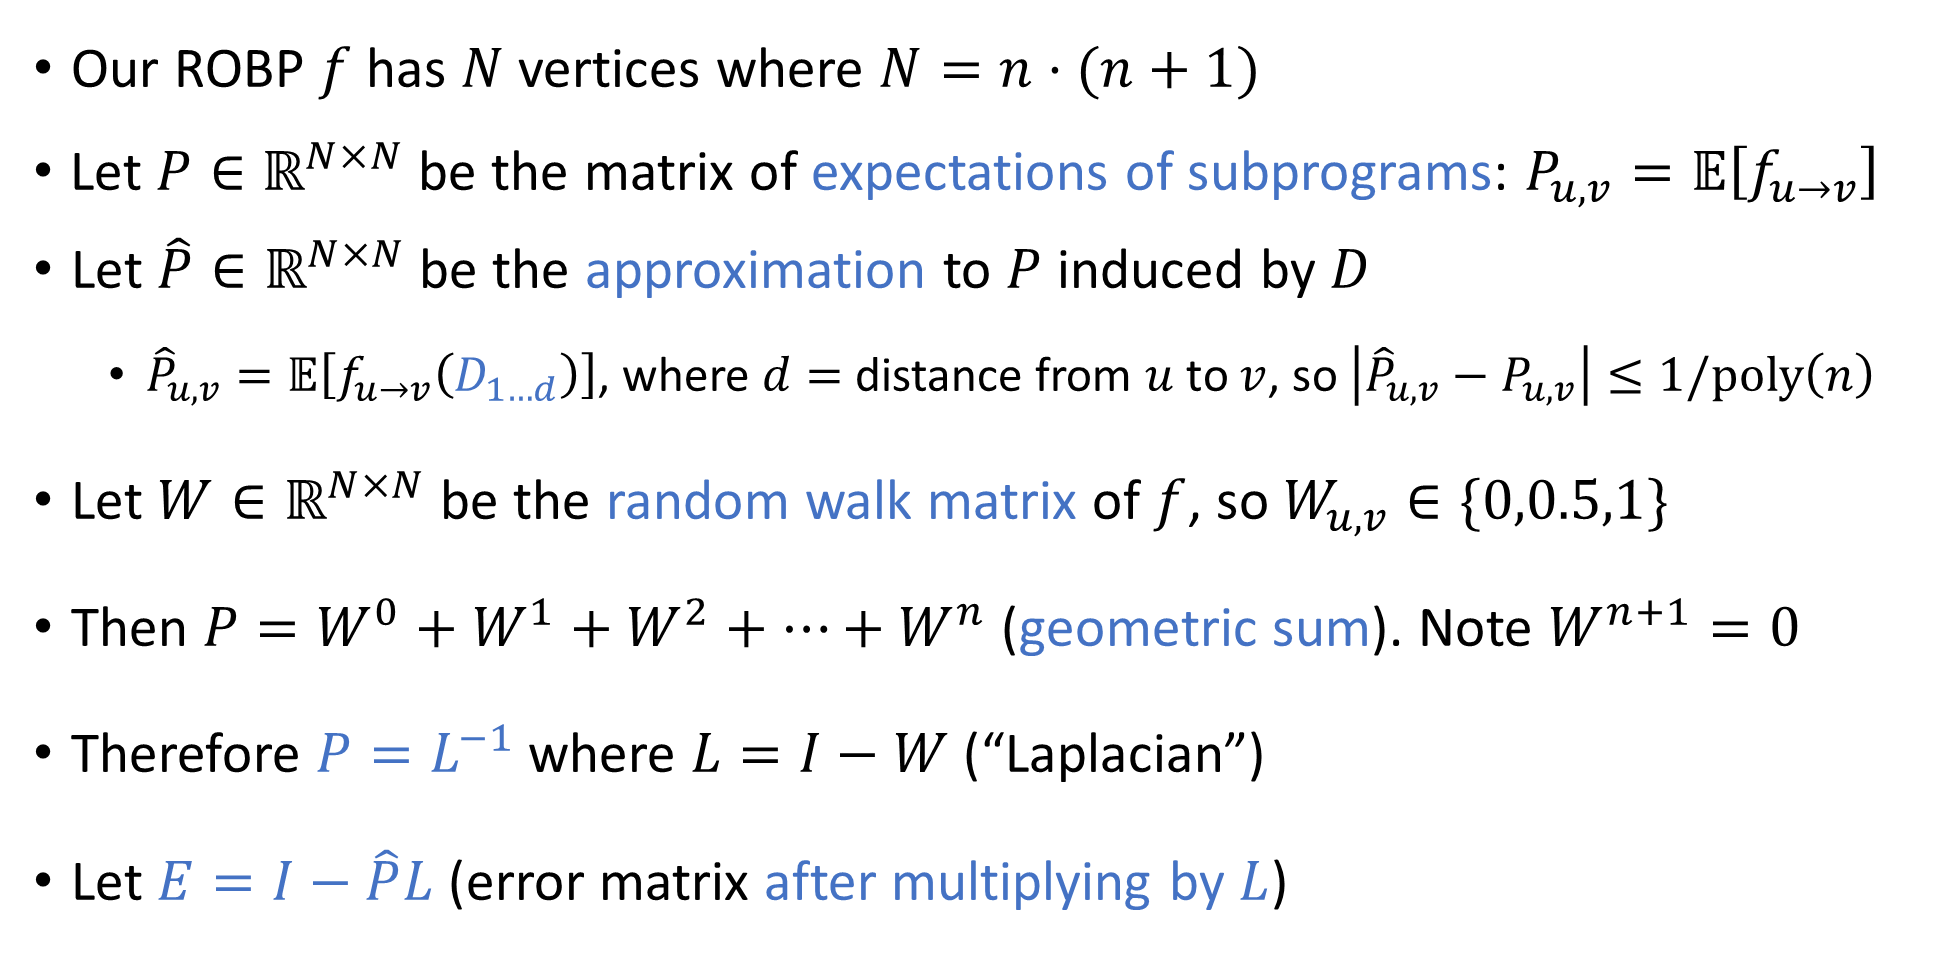 • Our ROBP 𝑓 has 𝑁 vertices where 𝑁 = 𝑛 · (𝑛 + 1)
• Let 𝑃 ∈ ℝ^{𝑁×𝑁} be the matrix of expectations of subprograms: 𝑃_{𝑢,𝑣} = 𝔼[𝑓_{𝑢→𝑣}]
• Let 𝑃̂ ∈ ℝ^{𝑁×𝑁} be the approximation to 𝑃 induced by 𝐷
• 𝑃̂_{𝑢,𝑣} = 𝔼[𝑓_{𝑢→𝑣}(𝐷_{1…𝑑})], where 𝑑 = distance from 𝑢 to 𝑣, so |𝑃̂_{𝑢,𝑣} − 𝑃_{𝑢,𝑣}| ≤ 1/poly(𝑛)
• Let 𝑊 ∈ ℝ^{𝑁×𝑁} be the random walk matrix of 𝑓, so 𝑊_{𝑢,𝑣} ∈ {0,0.5,1}
• Then 𝑃 = 𝑊^0 + 𝑊^1 + 𝑊^2 + ⋯ + 𝑊^𝑛 (geometric sum). Note 𝑊^{𝑛+1} = 0
• Therefore 𝑃 = 𝐿^{−1} where 𝐿 = 𝐼 − 𝑊 (“Laplacian”)
• Let 𝐸 = 𝐼 − 𝑃̂𝐿 (error matrix after multiplying by 𝐿)